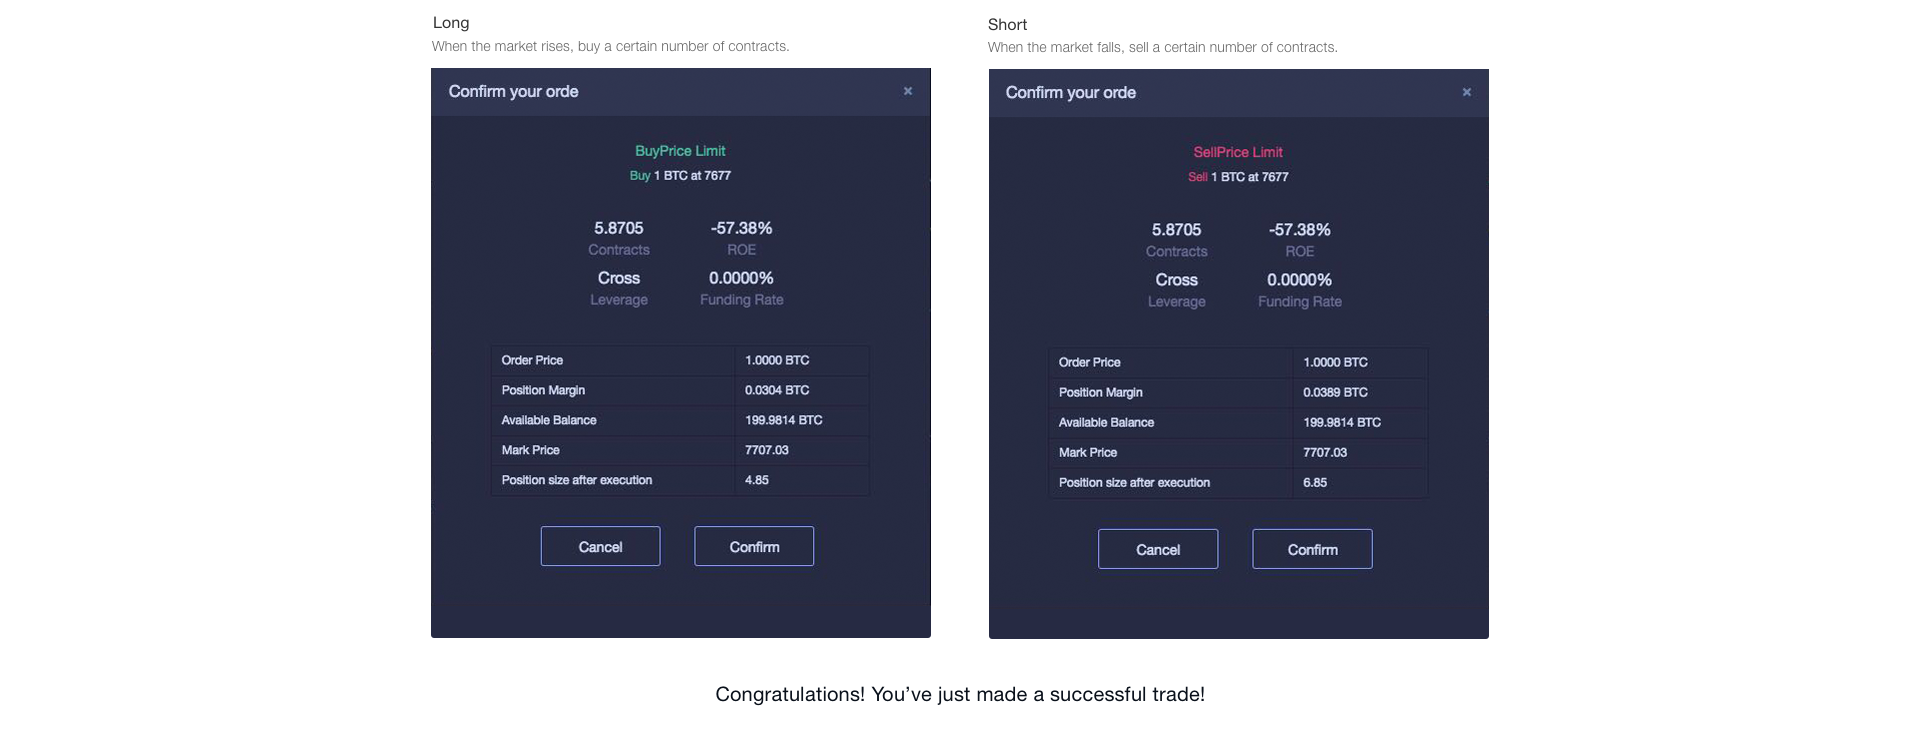 Long
When the market rises, buy a certain number of contracts.
Confirm your orde ×
BuyPrice Limit
Buy 1 BTC at 7677
5.8705 -57.38%
Contracts ROE
Cross 0.0000%
Leverage Funding Rate
Order Price 1.0000 BTC
Position Margin 0.0304 BTC
Available Balance 199.9814 BTC
Mark Price 7707.03
Position size after execution 4.85
Cancel Confirm
Short
When the market falls, sell a certain number of contracts.
Confirm your orde ×
SellPrice Limit
Sell 1 BTC at 7677
5.8705 -57.38%
Contracts ROE
Cross 0.0000%
Leverage Funding Rate
Order Price 1.0000 BTC
Position Margin 0.0389 BTC
Available Balance 199.9814 BTC
Mark Price 7707.03
Position size after execution 6.85
Cancel Confirm
Congratulations! You’ve just made a successful trade!